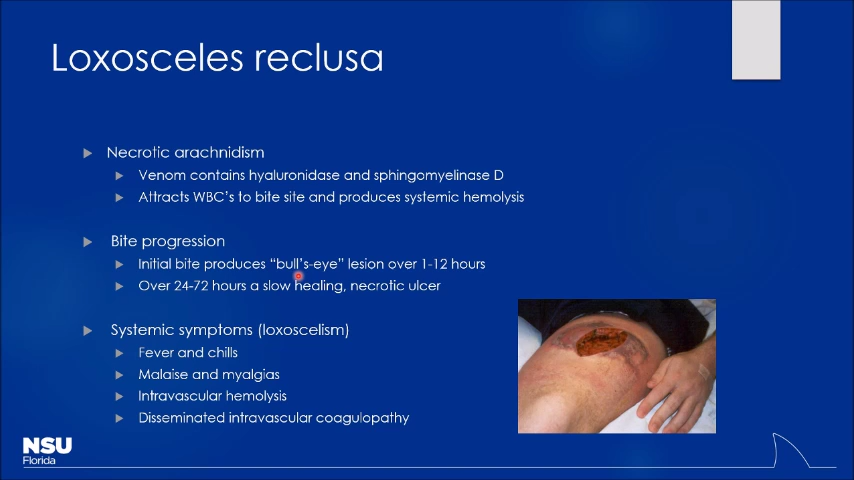 Loxosceles reclusa
Necrotic arachnidism
Venom contains hyaluronidase and sphingomyelinase D
Attracts WBC's to bite site and produces systemic hemolysis
Bite progression
Initial bite produces “bull’s-eye” lesion over 1-12 hours
Over 24-72 hours a slow healing, necrotic ulcer
Systemic symptoms (loxoscelism)
Fever and chills
Malaise and myalgias
Intravascular hemolysis
Disseminated intravascular coagulopathy
NSU
Florida